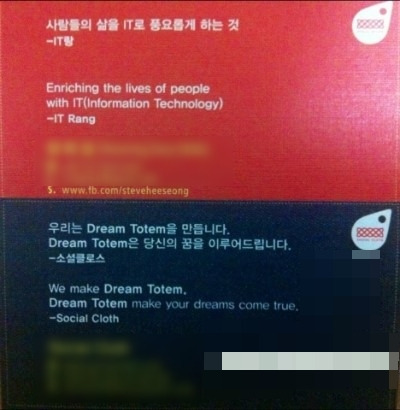 사람들의 삶을 IT로 풍요롭게 하는 것
–IT랑
Enriching the lives of people
with IT(Information Technology)
–IT Rang
S. www.fb.com/steveheeseong
우리는 Dream Totem을 만듭니다.
Dream Totem은 당신의 꿈을 이루어드립니다.
–소셜클로스
We make Dream Totem.
Dream Totem make your dreams come true.
–Social Cloth